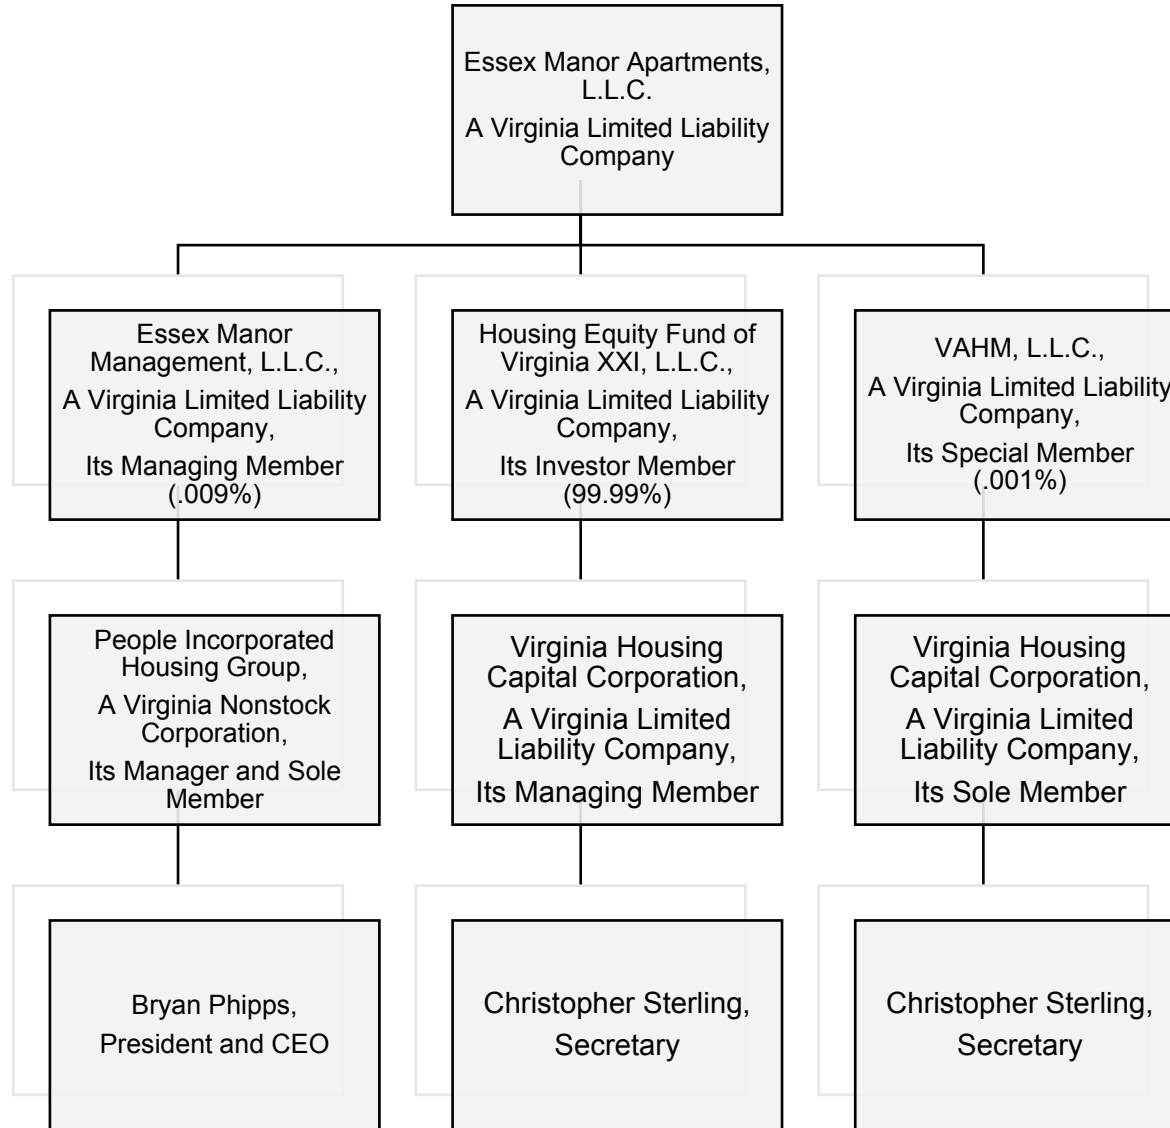 Essex Manor Apartments,
L.L.C.
A Virginia Limited Liability
Company
Essex Manor
Management, L.L.C.,
A Virginia Limited Liability
Company,
Its Managing Member
(.009%)
Housing Equity Fund of
Virginia XXI, L.L.C.,
A Virginia Limited Liability
Company,
Its Investor Member
(99.99%)
VAHM, L.L.C.,
A Virginia Limited Liability
Company,
Its Special Member
(.001%)
People Incorporated
Housing Group,
A Virginia Nonstock
Corporation,
Its Manager and Sole
Member
Virginia Housing
Capital Corporation,
A Virginia Limited
Liability Company,
Its Managing Member
Virginia Housing
Capital Corporation,
A Virginia Limited
Liability Company,
Its Sole Member
Bryan Phipps,
President and CEO
Christopher Sterling,
Secretary
Christopher Sterling,
Secretary